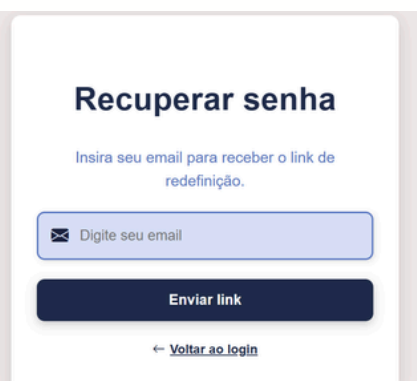 Recuperar senha
Insira seu email para receber o link de
redefinição.
Digite seu email
Enviar link
← Voltar ao login